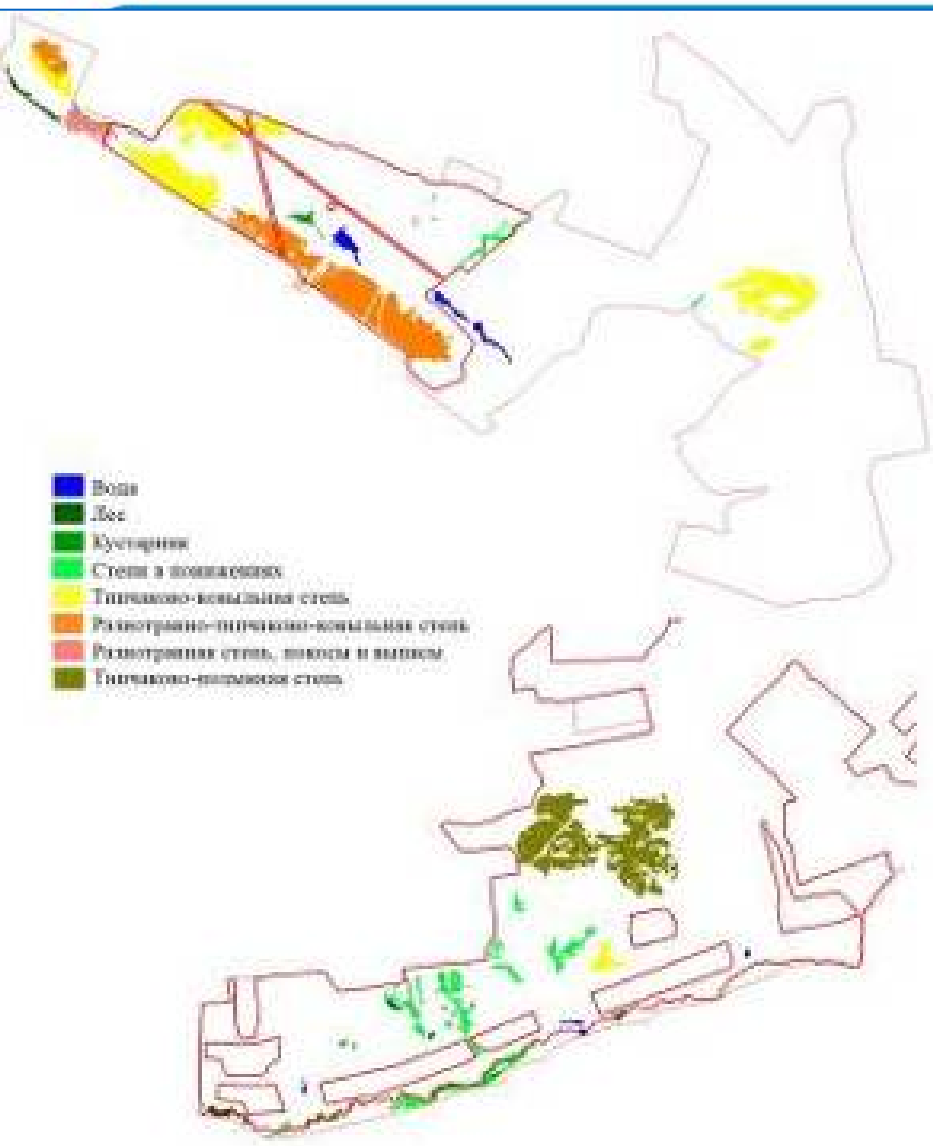 Вода
Лес
Кустарник
Степи в понижениях
Типчаково-ковыльная степь
Разнотравно-типчаково-ковыльная степь
Разнотравная степь, покосы и выпасы
Типчаково-полынная степь